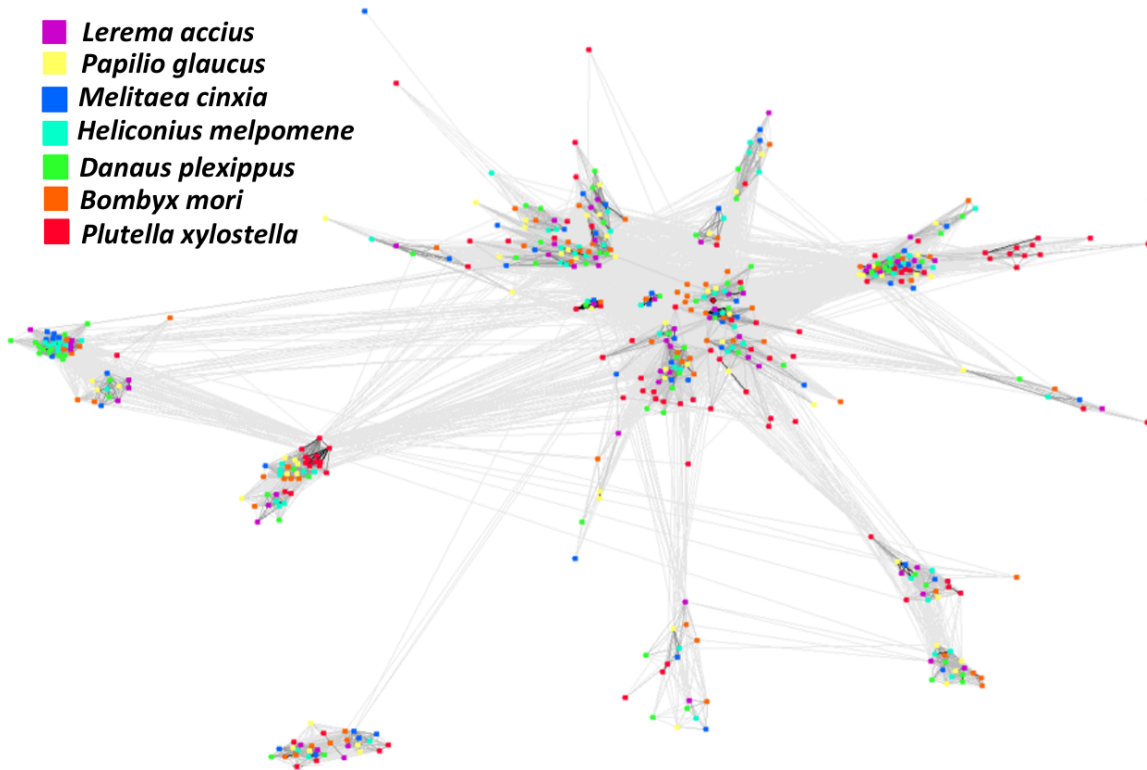 Lerema accius
Papilio glaucus
Melitaea cinxia
Heliconius melpomene
Danaus plexippus
Bombyx mori
Plutella xylostella